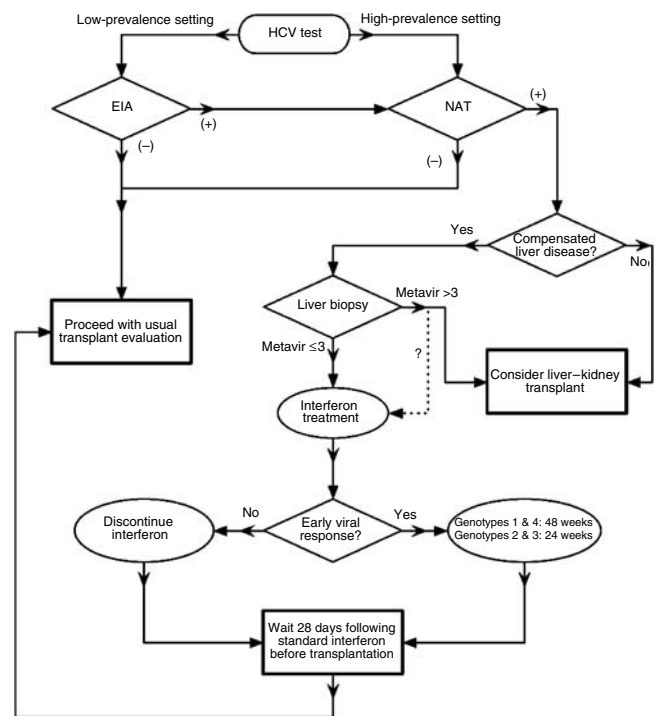 Low-prevalence setting
HCV test
High-prevalence setting
EIA
NAT
(+)
(+)
(–)
(–)
Yes
Compensated
liver disease?
No
Liver biopsy
Metavir >3
Proceed with usual
transplant evaluation
Metavir ≤3
?
Consider liver–kidney
transplant
Interferon
treatment
No
Early viral
response?
Yes
Discontinue
interferon
Genotypes 1 & 4: 48 weeks
Genotypes 2 & 3: 24 weeks
Wait 28 days following
standard interferon
before transplantation